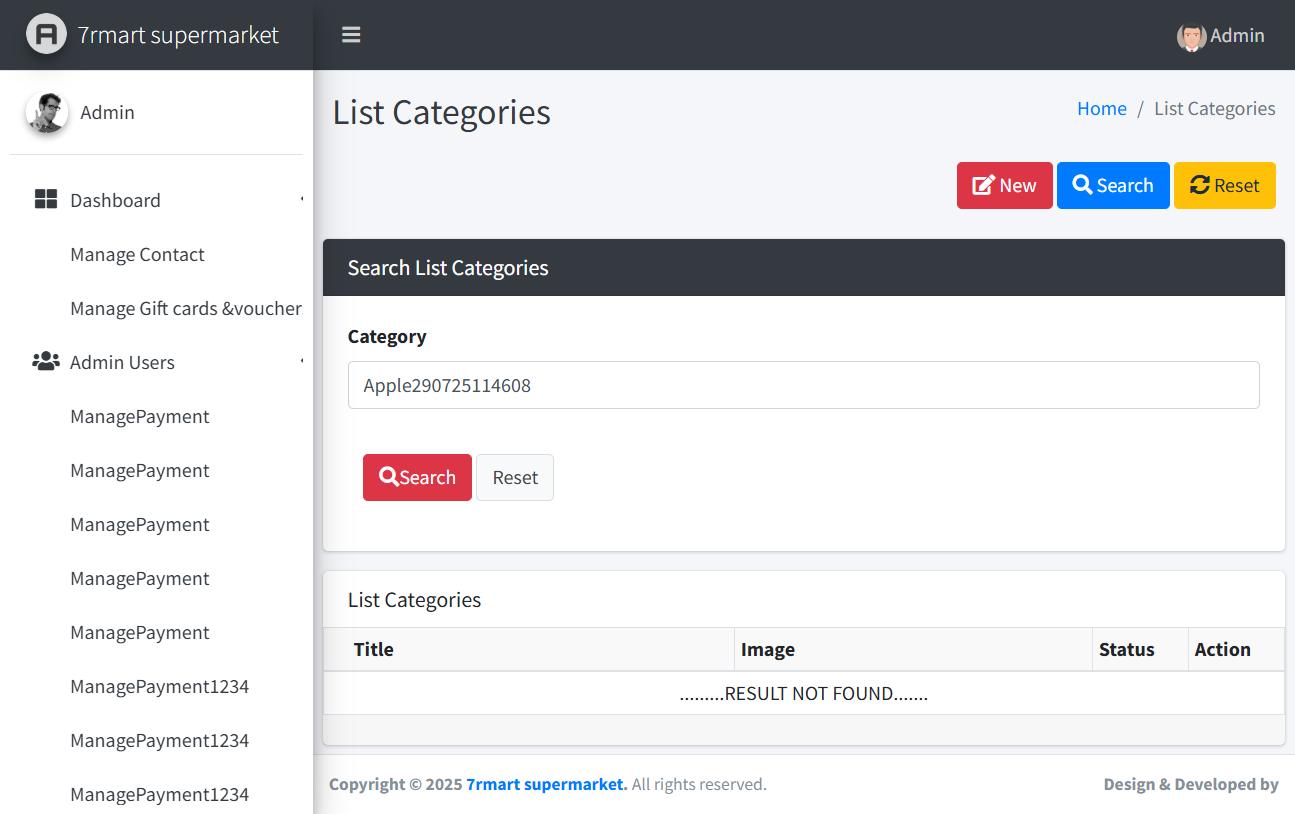 7rmart supermarket
Admin
Admin
Dashboard
Manage Contact
Manage Gift cards &voucher
Admin Users
ManagePayment
ManagePayment
ManagePayment
ManagePayment
ManagePayment
ManagePayment1234
ManagePayment1234
ManagePayment1234
List Categories
Home / List Categories
New Search Reset
Search List Categories
Category
Apple290725114608
Search Reset
List Categories
Title Image Status Action
.........RESULT NOT FOUND.......
Copyright © 2025 7rmart supermarket. All rights reserved.
Design & Developed by